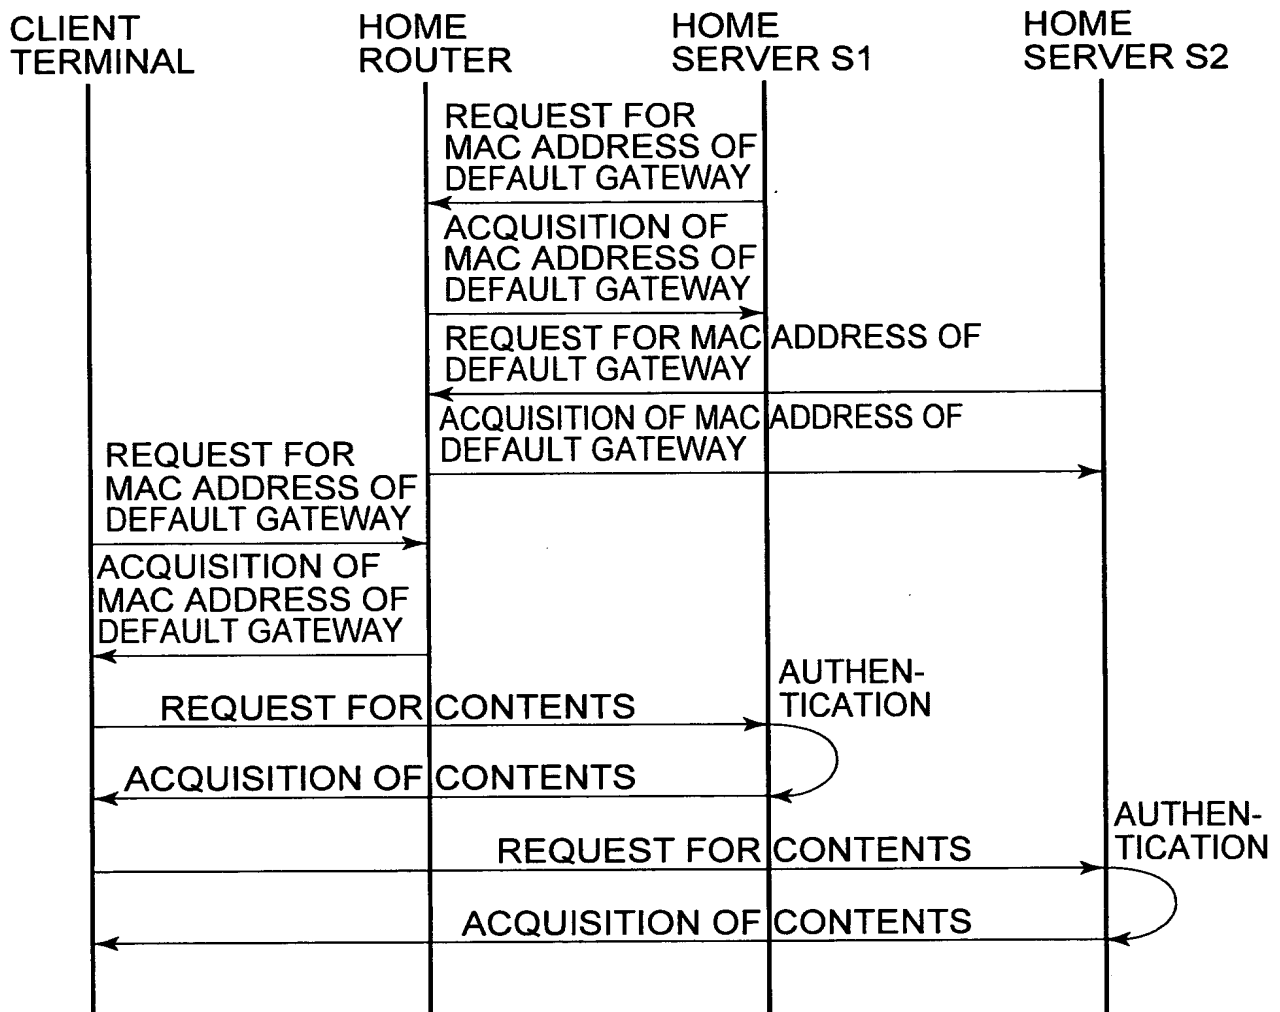 CLIENT
TERMINAL
HOME
ROUTER
HOME
SERVER S1
HOME
SERVER S2
REQUEST FOR
MAC ADDRESS OF
DEFAULT GATEWAY
ACQUISITION OF
MAC ADDRESS OF
DEFAULT GATEWAY
REQUEST FOR MAC ADDRESS OF
DEFAULT GATEWAY
ACQUISITION OF MAC ADDRESS OF
DEFAULT GATEWAY
REQUEST FOR
MAC ADDRESS OF
DEFAULT GATEWAY
ACQUISITION OF
MAC ADDRESS OF
DEFAULT GATEWAY
AUTHEN-
TICATION
REQUEST FOR CONTENTS
ACQUISITION OF CONTENTS
AUTHEN-
TICATION
REQUEST FOR CONTENTS
ACQUISITION OF CONTENTS